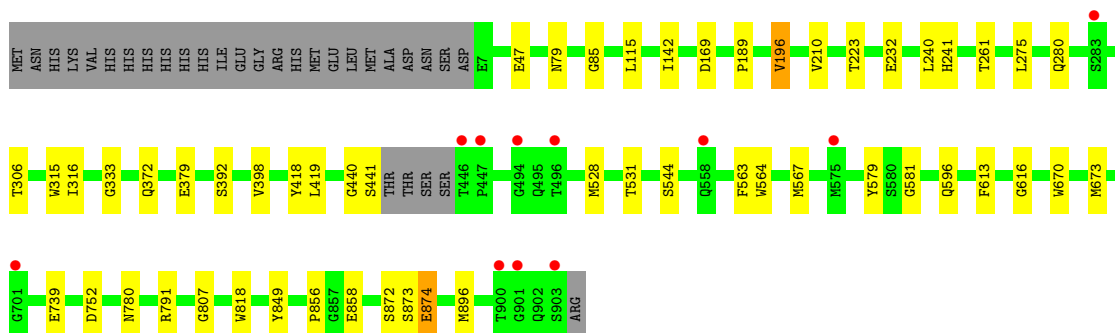 MET ASN HIS LYS VAL HIS HIS HIS HIS HIS HIS ILE GLU GLY ARG HIS MET GLU LEU MET ALA ASP ASN SER ASP E7 E47 N79 G85 L115 I142 D169 P189 V196 V210 T223 E232 L240 H241 T261 L275 Q280 S283
T306 W315 I316 G333 Q372 E379 S392 V398 Y418 L419 G440 S441 THR THR SER SER T446 P447 G494 Q495 T496 M528 T531 S544 Q558 F563 W564 M567 M575 Y579 S580 G581 Q596 F613 G616 W670 M673
G701 E739 D752 N780 R791 G807 W818 Y849 P856 G857 E858 S872 S873 E874 M896 T900 G901 Q902 S903 ARG